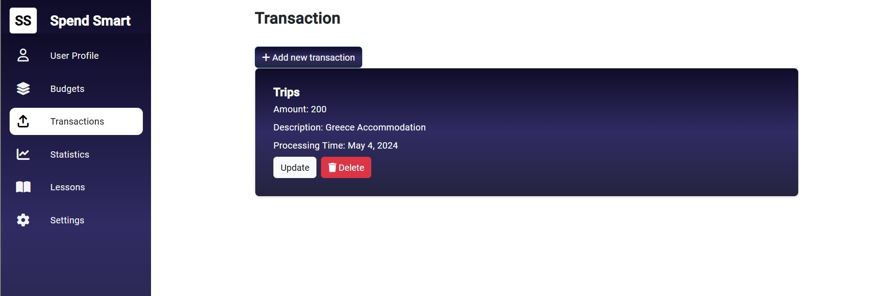 SS Spend Smart
User Profile
Budgets
Transactions
Statistics
Lessons
Settings
Transaction
+ Add new transaction
Trips
Amount: 200
Description: Greece Accommodation
Processing Time: May 4, 2024
Update Delete